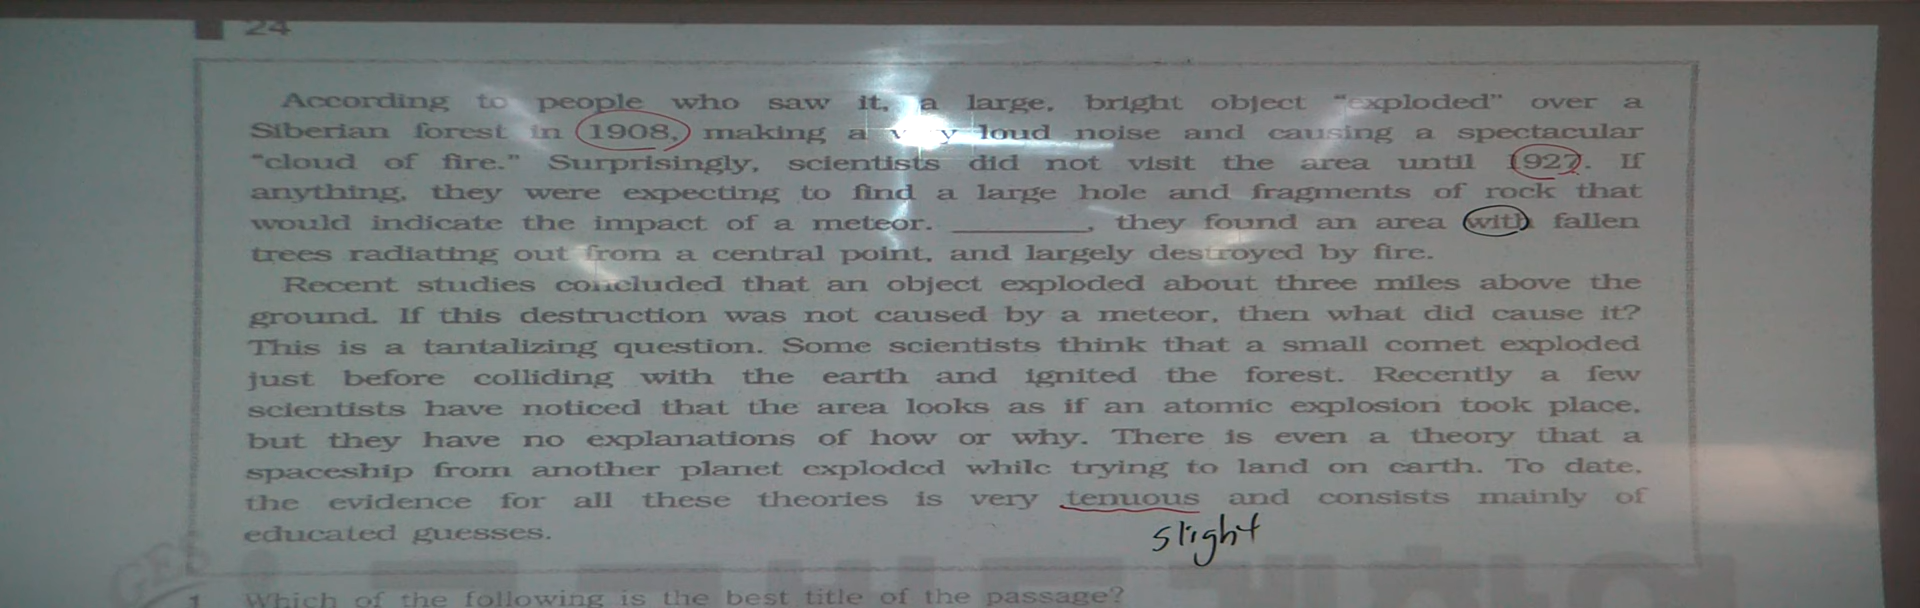 24
According to people who saw it, a large, bright object "exploded" over a
Siberian forest in 1908, making a loud noise and causing a spectacular
"cloud of fire." Surprisingly, scientists did not visit the area until 1927. If
anything, they were expecting to find a large hole and fragments of rock that
would indicate the impact of a meteor. ________, they found an area with fallen
trees radiating out from a central point, and largely destroyed by fire.
Recent studies concluded that an object exploded about three miles above the
ground. If this destruction was not caused by a meteor, then what did cause it?
This is a tantalizing question. Some scientists think that a small comet exploded
just before colliding with the earth and ignited the forest. Recently a few
scientists have noticed that the area looks as if an atomic explosion took place,
but they have no explanations of how or why. There is even a theory that a
spaceship from another planet exploded while trying to land on earth. To date,
the evidence for all these theories is very tenuous and consists mainly of
slight
educated guesses.
1 Which of the following is the best title of the passage?